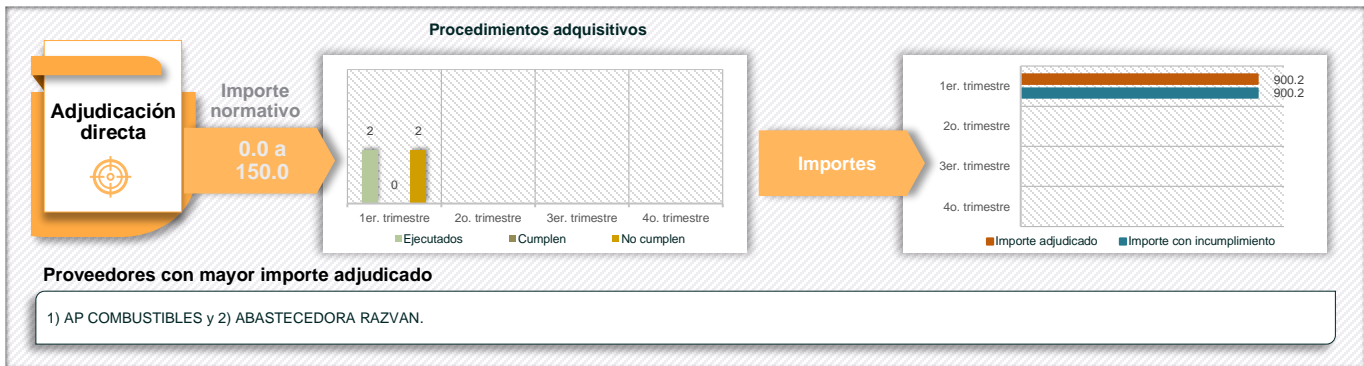 Procedimientos adquisitivos
Adjudicación
directa
Importe
normativo
0.0 a
150.0
2
0
2
1er. trimestre
2o. trimestre
3er. trimestre
4o. trimestre
Ejecutados
Cumplen
No cumplen
Importes
1er. trimestre
900.2
900.2
2o. trimestre
3er. trimestre
4o. trimestre
Importe adjudicado
Importe con incumplimiento
Proveedores con mayor importe adjudicado
1) AP COMBUSTIBLES y 2) ABASTECEDORA RAZVAN.